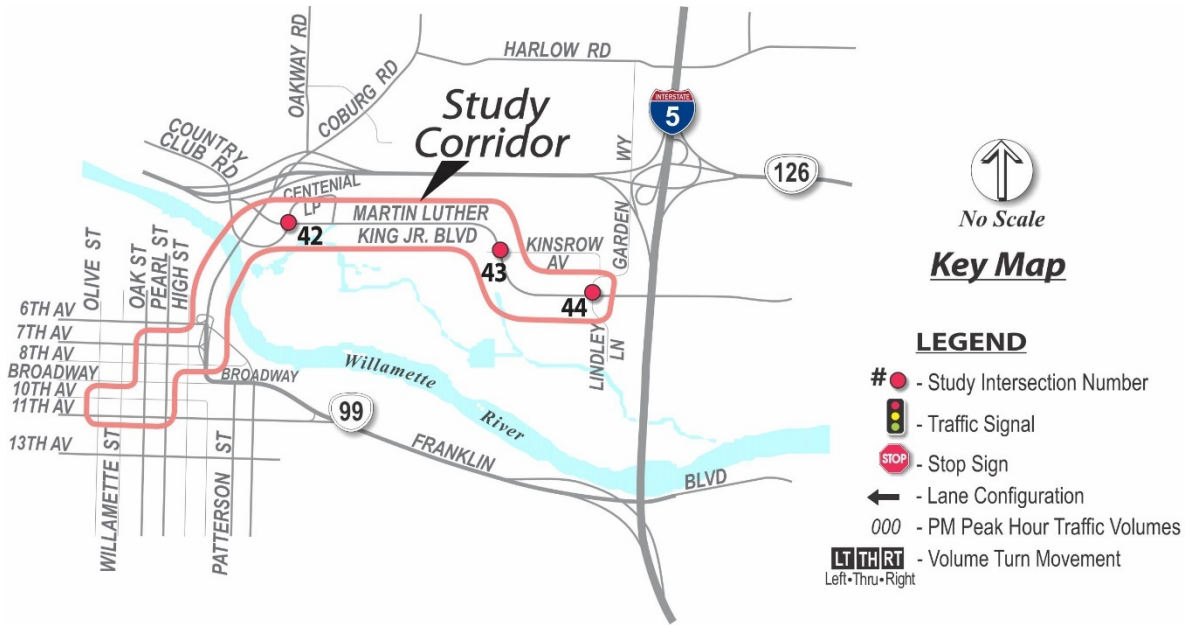 HARLOW RD
OAKWAY RD
COBURG RD
Study
Corridor
INTERSTATE
5
COUNTRY
CLUB RD
126
CENTENIAL
LP
MARTIN LUTHER
KING JR. BLVD
42
KINSROW
AV
43
GARDEN WY
44
LINDLEY
LN
OLIVE ST
OAK ST
PEARL ST
HIGH ST
6TH AV
7TH AV
8TH AV
BROADWAY
10TH AV
11TH AV
13TH AV
BROADWAY
WILLAMETTE ST
PATTERSON ST
99
FRANKLIN
BLVD
Willamette
River
No Scale
Key Map
LEGEND
# - Study Intersection Number
- Traffic Signal
STOP - Stop Sign
- Lane Configuration
000 - PM Peak Hour Traffic Volumes
LT TH RT - Volume Turn Movement
Left•Thru•Right